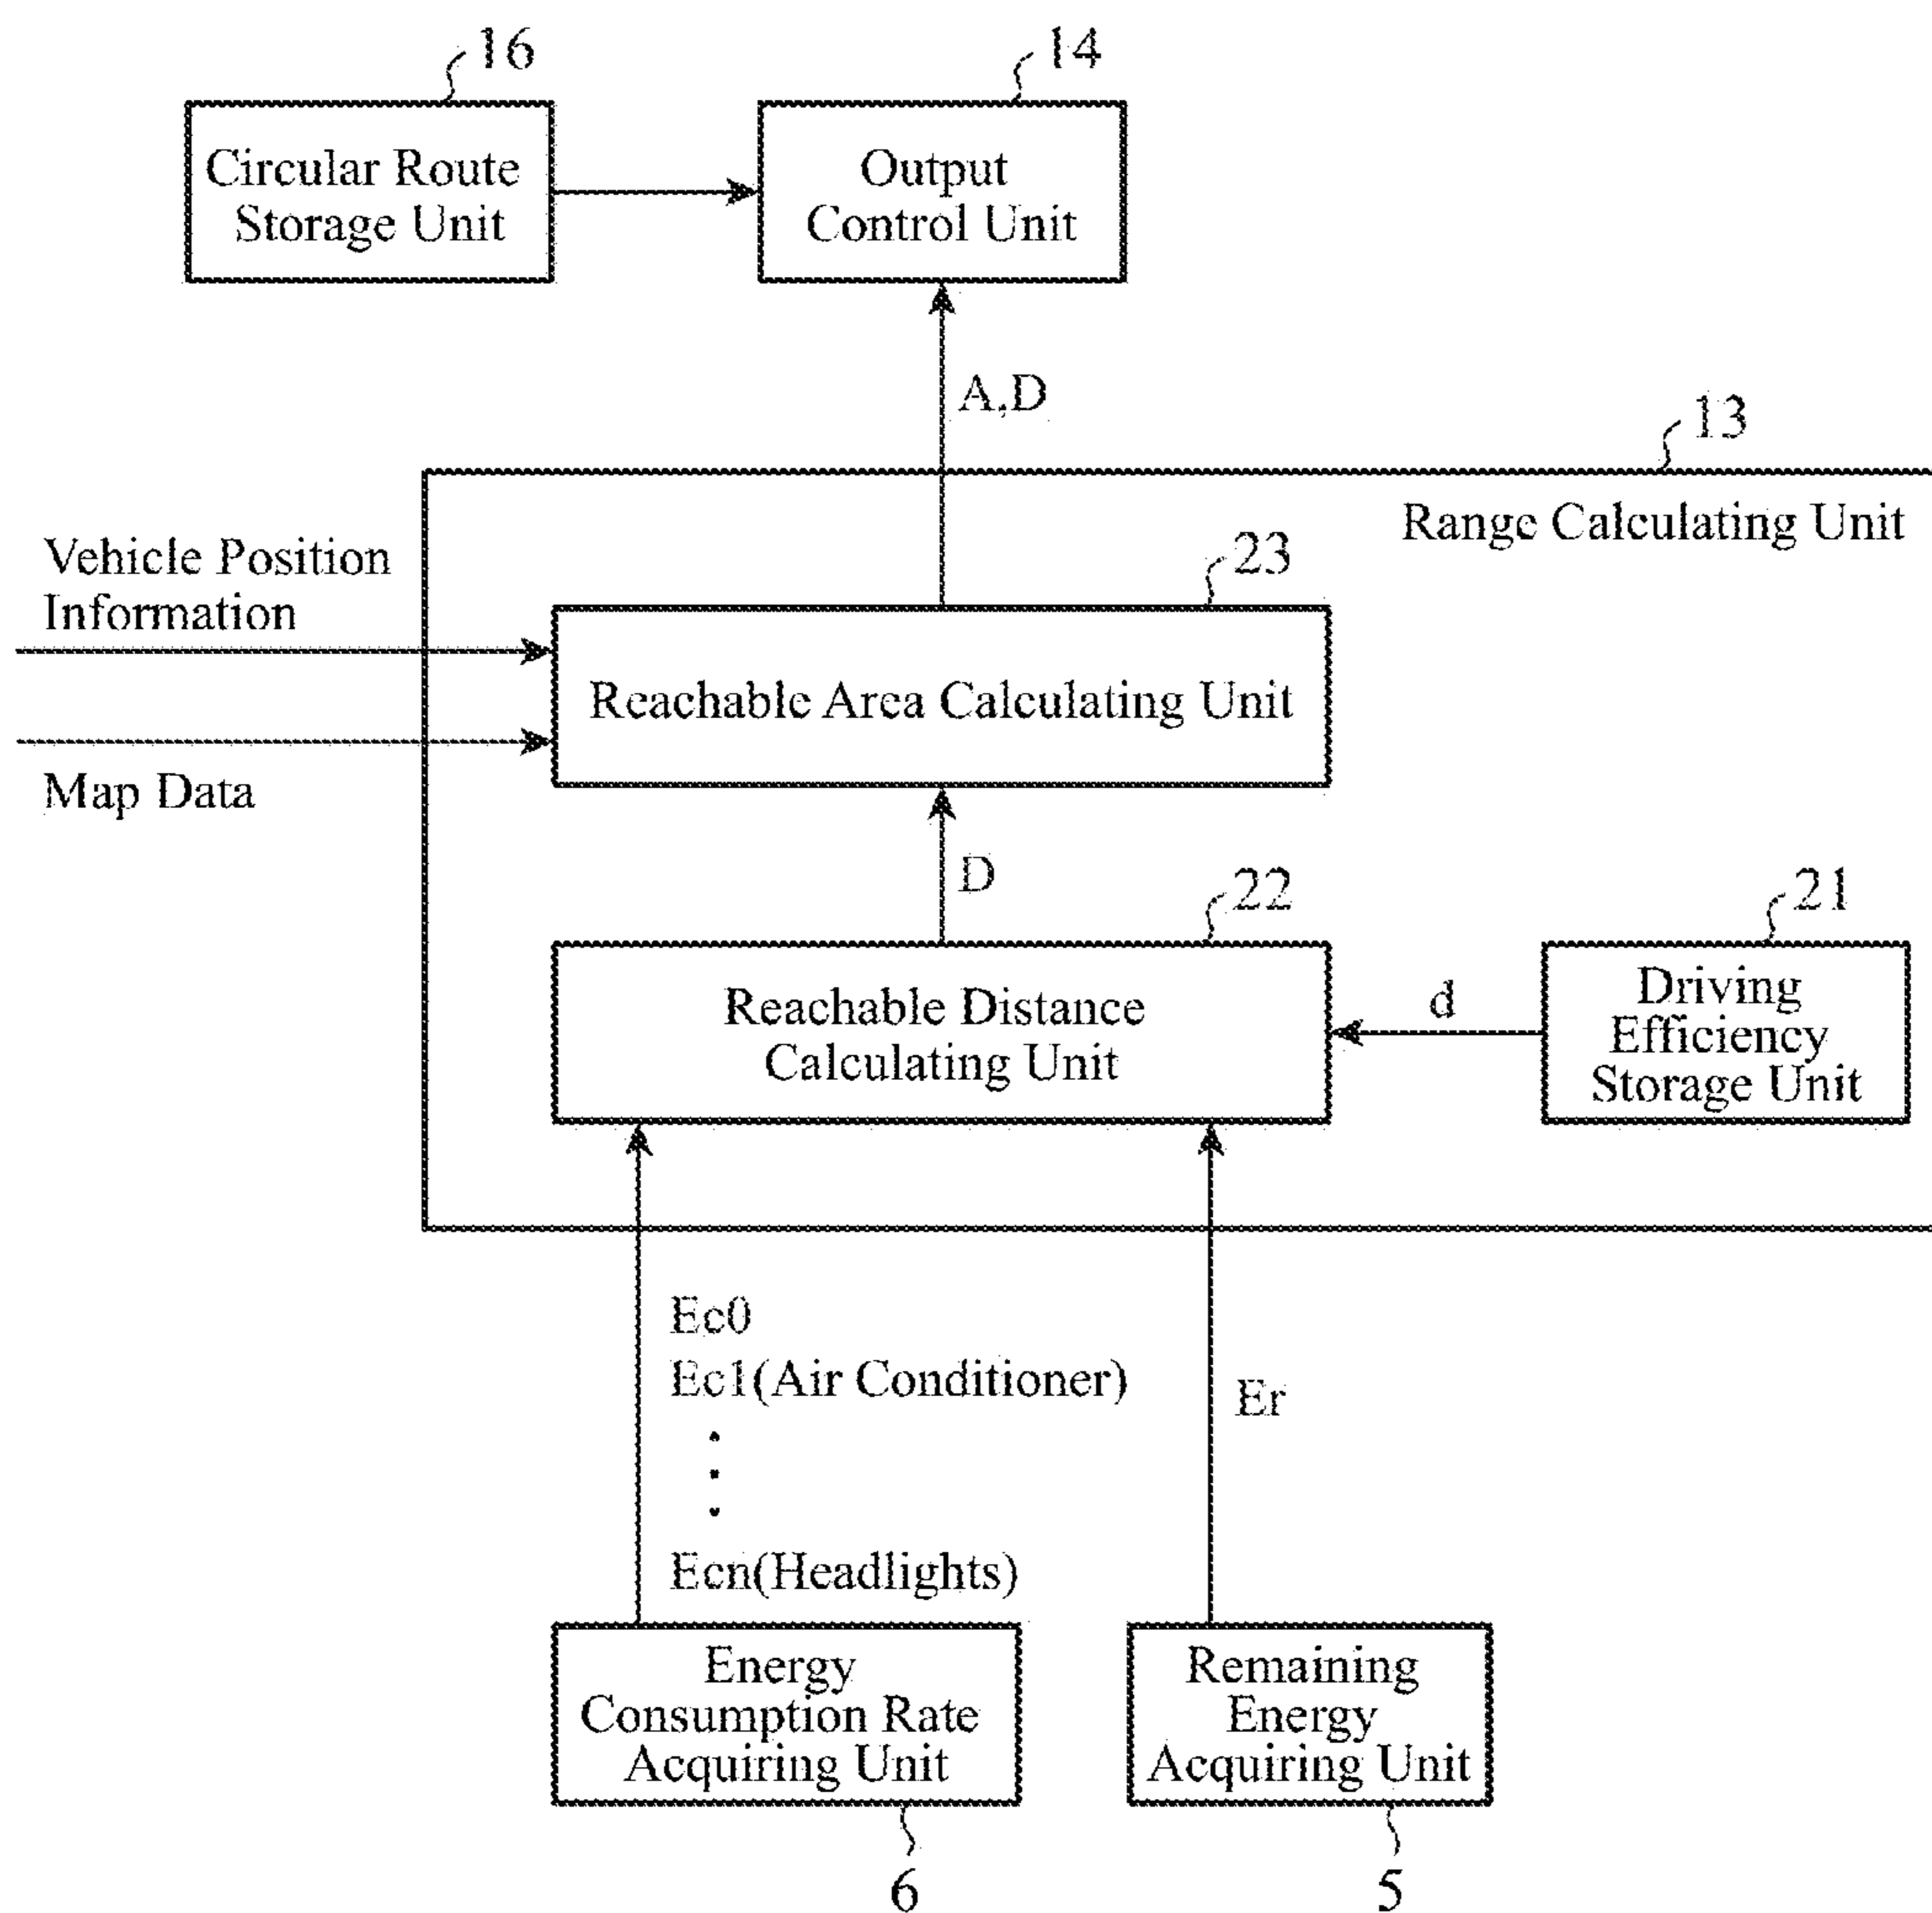 16
14
Circular Route
Storage Unit
Output
Control Unit
A,D
13
Range Calculating Unit
Vehicle Position
Information
23
Reachable Area Calculating Unit
Map Data
D
22
21
Reachable Distance
Calculating Unit
d
Driving
Efficiency
Storage Unit
Ec0
Ec1(Air Conditioner)
Er
Ecn(Headlights)
Energy
Consumption Rate
Acquiring Unit
Remaining
Energy
Acquiring Unit
6
5